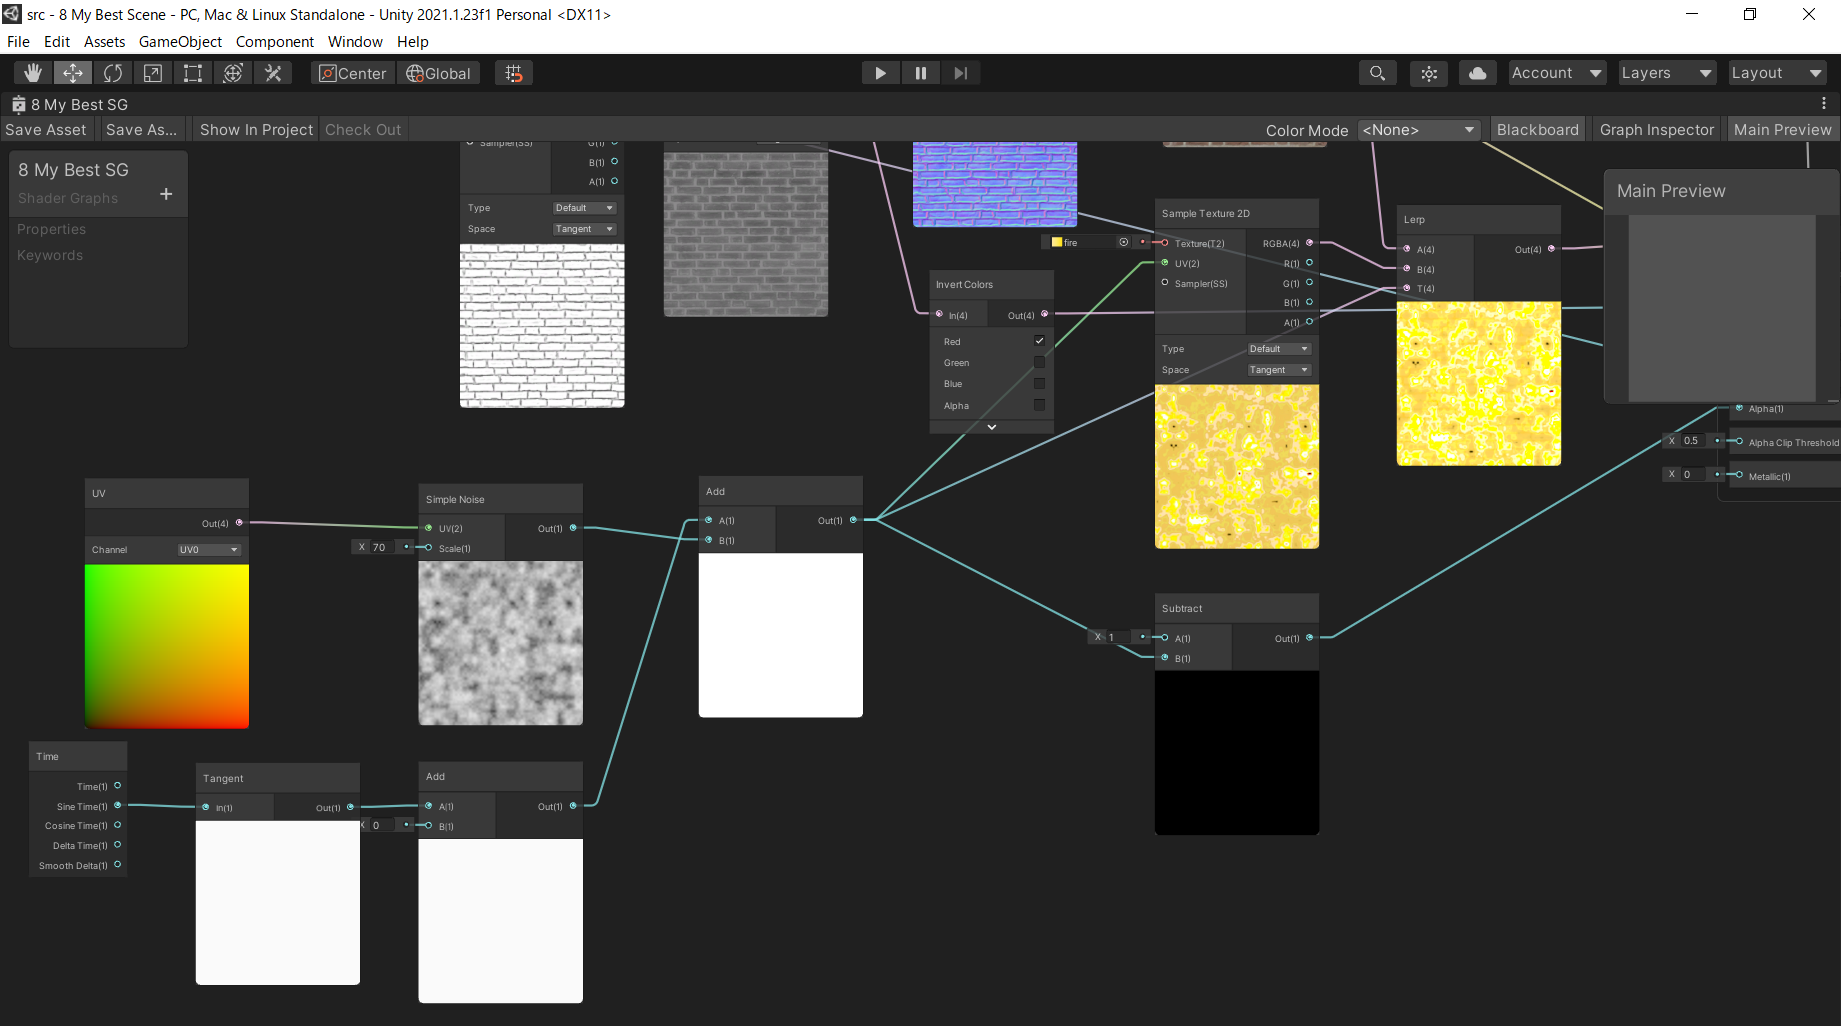 src - 8 My Best Scene - PC, Mac & Linux Standalone - Unity 2021.1.23f1 Personal <DX11>
File Edit Assets GameObject Component Window Help
Center Global Account Layers Layout
8 My Best SG
Save Asset Save As... Show In Project Check Out Color Mode <None> Blackboard Graph Inspector Main Preview
8 My Best SG
Shader Graphs
Properties
Keywords
Sampler(SS) G(1)
B(1)
A(1)
Type Default
Space Tangent
Invert Colors
In(4) Out(4)
Red
Green
Blue
Alpha
fire
Sample Texture 2D
Texture(T2) RGBA(4)
UV(2) R(1)
Sampler(SS) G(1)
B(1)
A(1)
Type Default
Space Tangent
Lerp
A(4) Out(4)
B(4)
T(4)
Main Preview
Alpha(1)
X 0.5 Alpha Clip Threshold
X 0 Metallic(1)
UV
Out(4)
Channel UV0
Simple Noise
UV(2) Out(1)
X 70 Scale(1)
Add
A(1) Out(1)
B(1)
Subtract
X 1 A(1) Out(1)
B(1)
Time
Time(1)
Sine Time(1)
Cosine Time(1)
Delta Time(1)
Smooth Delta(1)
Tangent
In(1) Out(1)
Add
A(1) Out(1)
X 0 B(1)